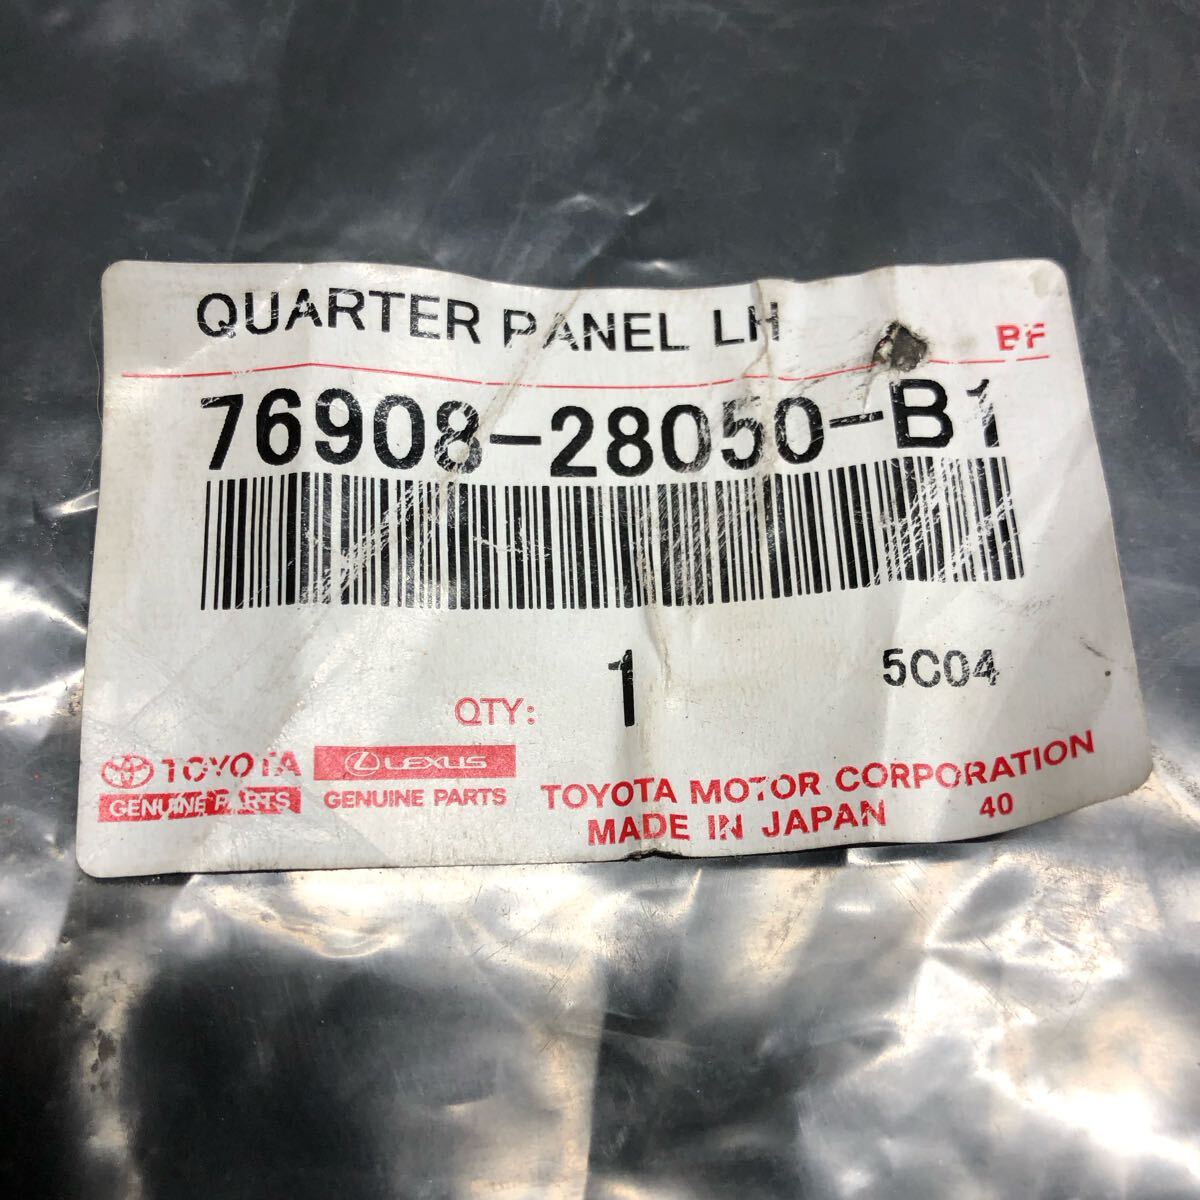 QUARTER PANEL LH
BF
76908-28050-B1
QTY: 1
5C04
TOYOTA
GENUINE PARTS
LEXUS
GENUINE PARTS
TOYOTA MOTOR CORPORATION
MADE IN JAPAN
40